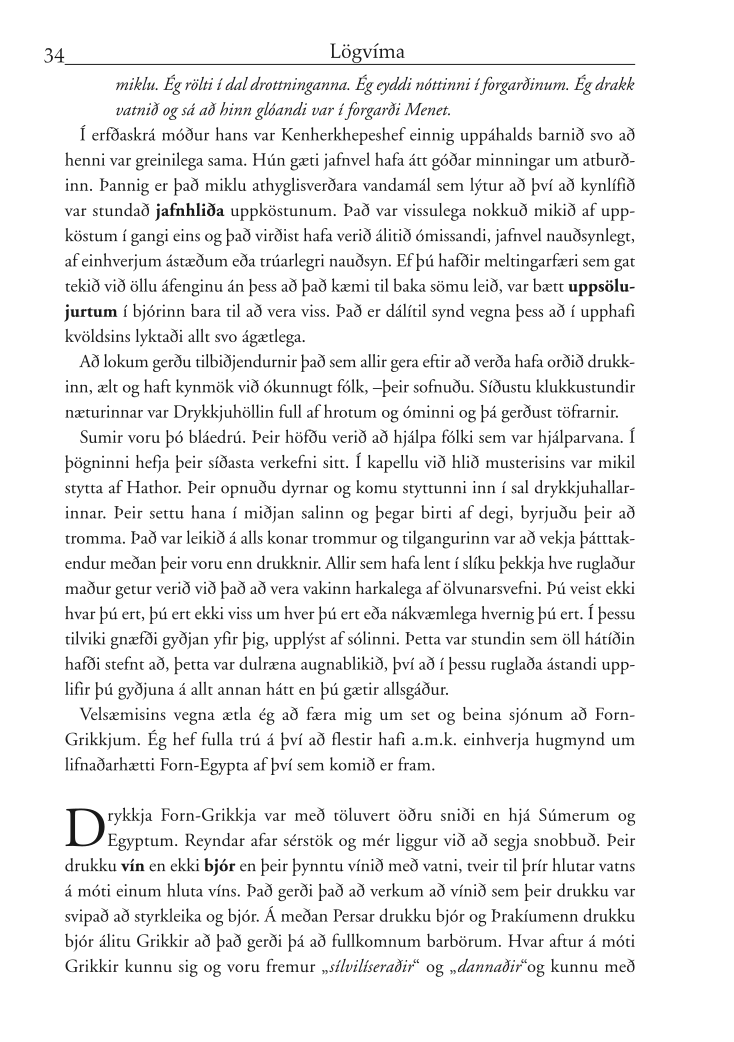 34
Lögvíma
miklu. Ég rölti í dal drottninganna. Ég eyddi nóttinni í forgarðinum. Ég drakk
vatnið og sá að hinn glóandi var í forgarði Menet.
Í erfðaskrá móður hans var Kenherkhepeshef einnig uppáhalds barnið svo að
henni var greinilega sama. Hún gæti jafnvel hafa átt góðar minningar um atburð-
inn. Þannig er það miklu athyglisverðara vandamál sem lýtur að því að kynlífið
var stundað jafnhliða uppköstunum. Það var vissulega nokkuð mikið af upp-
köstum í gangi eins og það virðist hafa verið álitið ómissandi, jafnvel nauðsynlegt,
af einhverjum ástæðum eða trúarlegri nauðsyn. Ef þú hafðir meltingarfæri sem gat
tekið við öllu áfenginu án þess að það kæmi til baka sömu leið, var bætt uppsölu-
jurtum í bjórinn bara til að vera viss. Það er dálítil synd vegna þess að í upphafi
kvöldsins lyktaði allt svo ágætlega.
Að lokum gerðu tilbiðjendurnir það sem allir gera eftir að verða hafa orðið drukk-
inn, ælt og haft kynmök við ókunnugt fólk, –þeir sofnuðu. Síðustu klukkustundir
næturinnar var Drykkjuhöllin full af hrotum og óminni og þá gerðust töfrarnir.
Sumir voru þó bláedrú. Þeir höfðu verið að hjálpa fólki sem var hjálparvana. Í
þögninni hefja þeir síðasta verkefni sitt. Í kapellu við hlið musterisins var mikil
stytta af Hathor. Þeir opnuðu dyrnar og komu styttunni inn í sal drykkjuhallar-
innar. Þeir settu hana í miðjan salinn og þegar birti af degi, byrjuðu þeir að
tromma. Það var leikið á alls konar trommur og tilgangurinn var að vekja þátttak-
endur meðan þeir voru enn drukknir. Allir sem hafa lent í slíku þekkja hve ruglaður
maður getur verið við það að vera vakinn harkalega af ölvunarsvefni. Þú veist ekki
hvar þú ert, þú ert ekki viss um hver þú ert eða nákvæmlega hvernig þú ert. Í þessu
tilviki gnæfði gyðjan yfir þig, upplýst af sólinni. Þetta var stundin sem öll hátíðin
hafði stefnt að, þetta var dulræna augnablikið, því að í þessu ruglaða ástandi upp-
lifir þú gyðjuna á allt annan hátt en þú gætir allsgáður.
Velsæmisins vegna ætla ég að færa mig um set og beina sjónum að Forn-
Grikkjum. Ég hef fulla trú á því að flestir hafi a.m.k. einhverja hugmynd um
lifnaðarhætti Forn-Egypta af því sem komið er fram.
Drykkja Forn-Grikkja var með töluvert öðru sniði en hjá Súmerum og
Egyptum. Reyndar afar sérstök og mér liggur við að segja snobbuð. Þeir
drukku vín en ekki bjór en þeir þynntu vínið með vatni, tveir til þrír hlutar vatns
á móti einum hluta víns. Það gerði það að verkum að vínið sem þeir drukku var
svipað að styrkleika og bjór. Á meðan Persar drukku bjór og Þrakíumenn drukku
bjór álitu Grikkir að það gerði þá að fullkomnum barbörum. Hvar aftur á móti
Grikkir kunnu sig og voru fremur „sílvilíseraðir“ og „dannaðir“og kunnu með